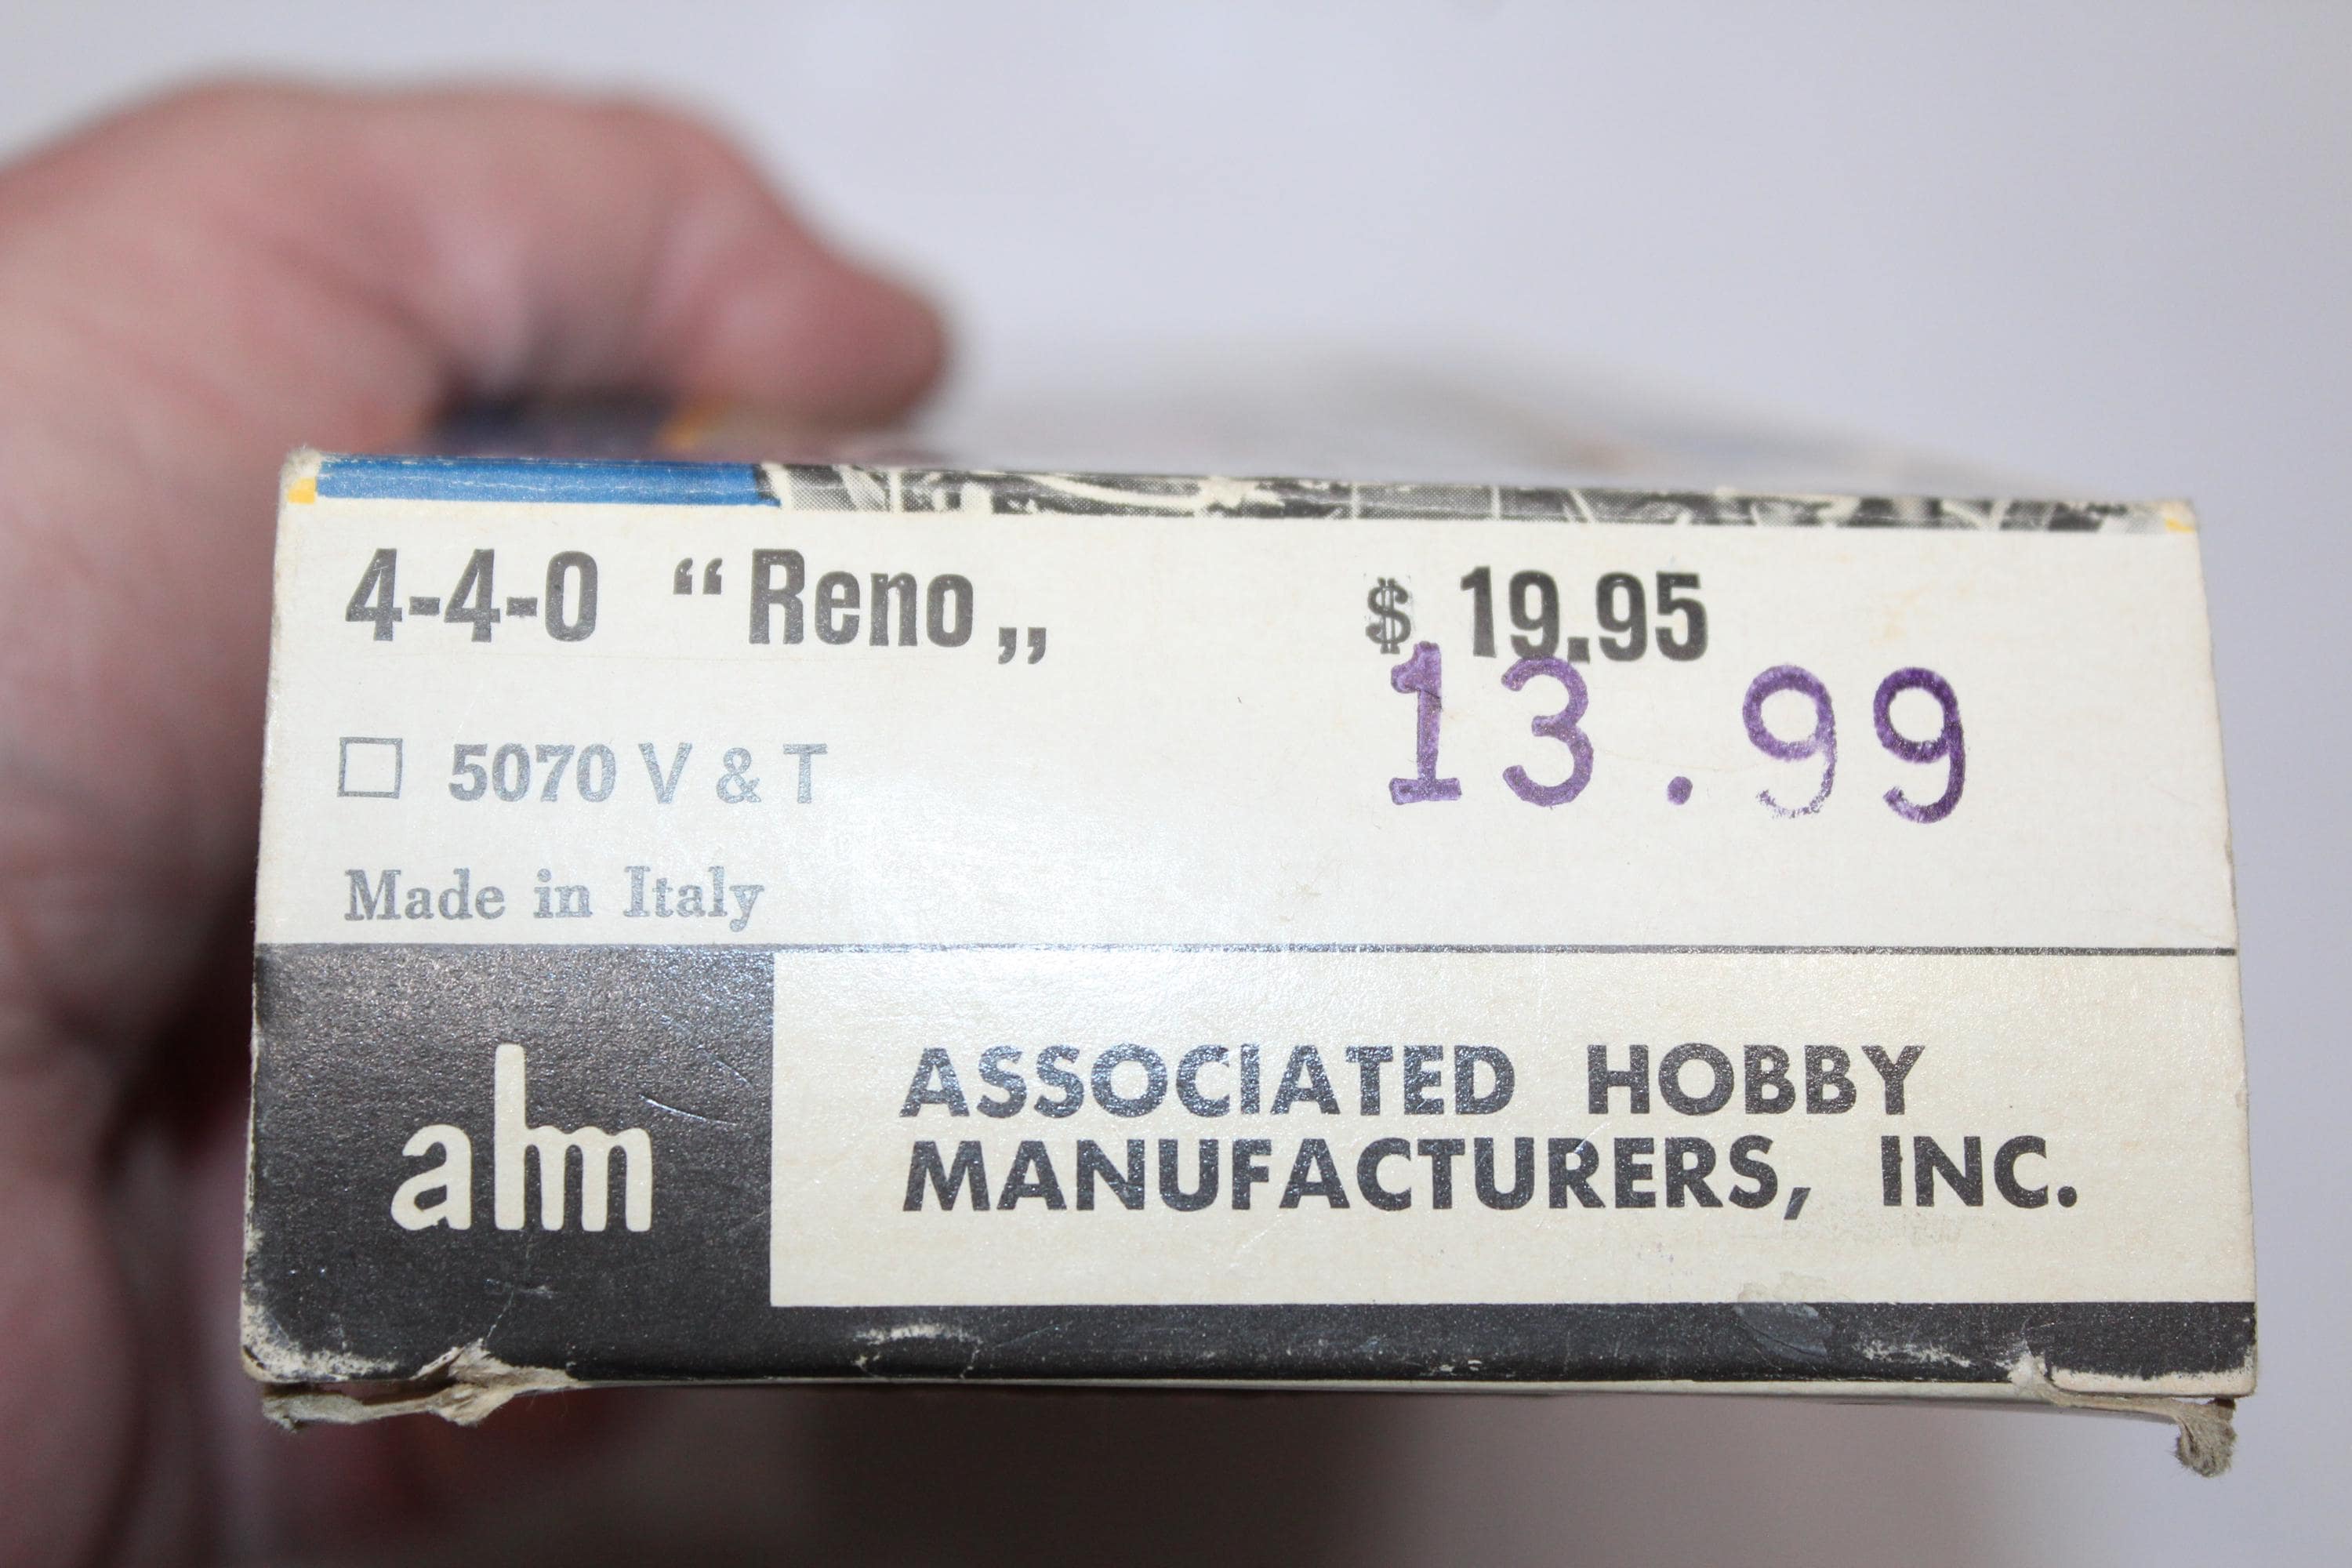 4-4-0 “Reno„ $ 19.95
13.99
5070 V & T
Made in Italy
ahm
ASSOCIATED HOBBY
MANUFACTURERS, INC.